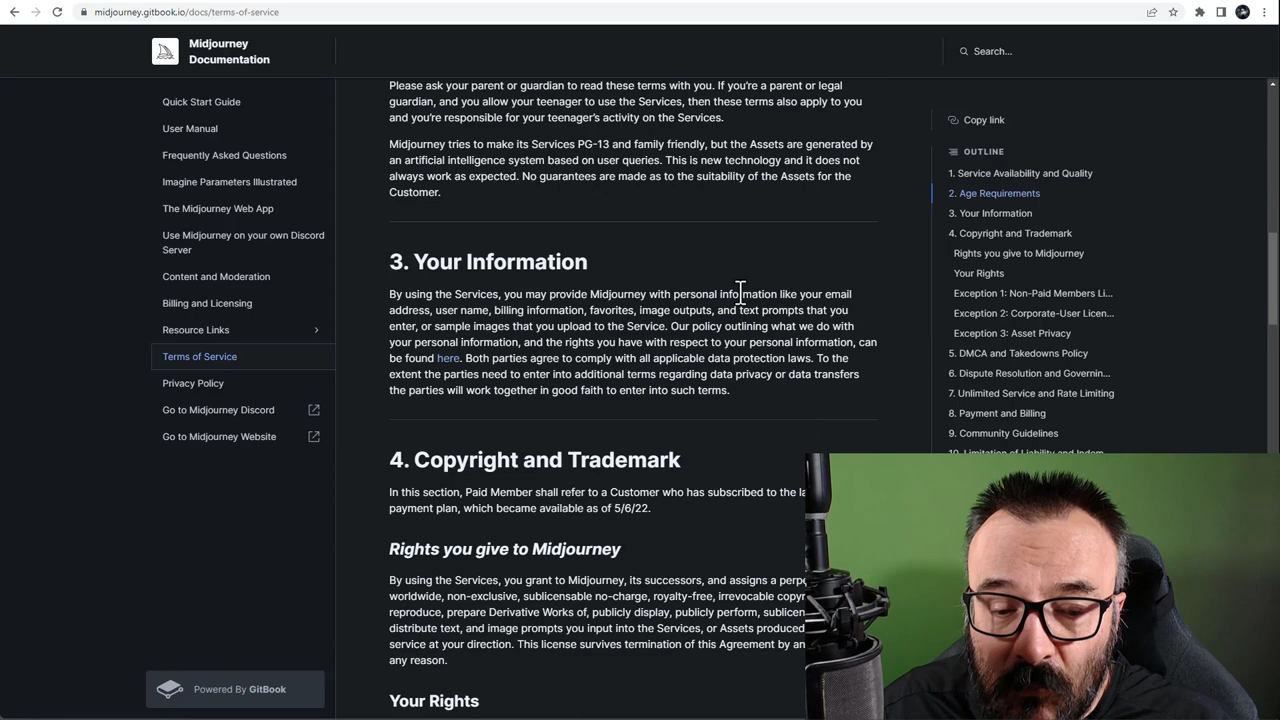 midjourney.gitbook.io/docs/terms-of-service
Midjourney
Documentation
Search...
Quick Start Guide
User Manual
Frequently Asked Questions
Imagine Parameters Illustrated
The Midjourney Web App
Use Midjourney on your own Discord
Server
Content and Moderation
Billing and Licensing
Resource Links
Terms of Service
Privacy Policy
Go to Midjourney Discord
Go to Midjourney Website
Powered By GitBook
Please ask your parent or guardian to read these terms with you. If you're a parent or legal
guardian, and you allow your teenager to use the Services, then these terms also apply to you
and you're responsible for your teenager's activity on the Services.
Midjourney tries to make its Services PG-13 and family friendly, but the Assets are generated by
an artificial intelligence system based on user queries. This is new technology and it does not
always work as expected. No guarantees are made as to the suitability of the Assets for the
Customer.
3. Your Information
By using the Services, you may provide Midjourney with personal information like your email
address, user name, billing information, favorites, image outputs, and text prompts that you
enter, or sample images that you upload to the Service. Our policy outlining what we do with
your personal information, and the rights you have with respect to your personal information, can
be found here. Both parties agree to comply with all applicable data protection laws. To the
extent the parties need to enter into additional terms regarding data privacy or data transfers
the parties will work together in good faith to enter into such terms.
4. Copyright and Trademark
In this section, Paid Member shall refer to a Customer who has subscribed to the
payment plan, which became available as of 5/6/22.
Rights you give to Midjourney
By using the Services, you grant to Midjourney, its successors, and assigns a
worldwide, non-exclusive, sublicensable no-charge, royalty-free, irrevocable
reproduce, prepare Derivative Works of, publicly display, publicly perform,
distribute text, and image prompts you input into the Services, or Assets produced
service at your direction. This license survives termination of this Agreement by
any reason.
Your Rights
Copy link
OUTLINE
1. Service Availability and Quality
2. Age Requirements
3. Your Information
4. Copyright and Trademark
Rights you give to Midjourney
Your Rights
Exception 1: Non-Paid Members Li...
Exception 2: Corporate-User Licen...
Exception 3: Asset Privacy
5. DMCA and Takedowns Policy
6. Dispute Resolution and Governin...
7. Unlimited Service and Rate Limiting
8. Payment and Billing
9. Community Guidelines